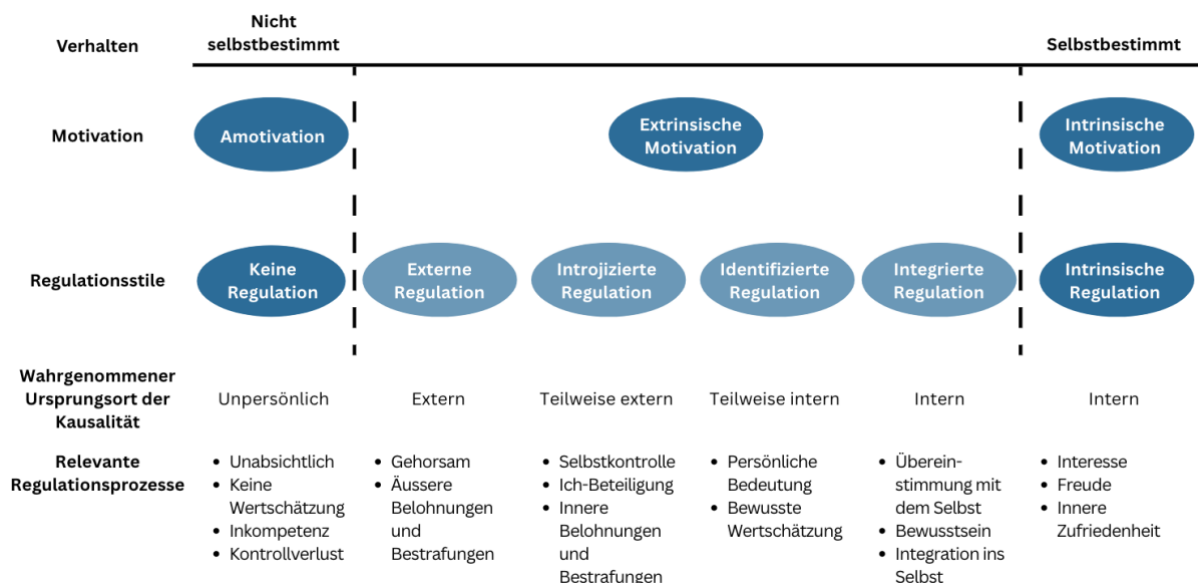 Verhalten
Nicht
selbstbestimmt
Selbstbestimmt
Motivation
Amotivation
Extrinsische
Motivation
Intrinsische
Motivation
Regulationsstile
Keine
Regulation
Externe
Regulation
Introjizierte
Regulation
Identifizierte
Regulation
Integrierte
Regulation
Intrinsische
Regulation
Wahrgenommener
Ursprungsort der
Kausalität
Unpersönlich
Extern
Teilweise extern
Teilweise intern
Intern
Intern
Relevante
Regulationsprozesse
• Unabsichtlich
• Keine
Wertschätzung
• Inkompetenz
• Kontrollverlust
• Gehorsam
• Äussere
Belohnungen
und
Bestrafungen
• Selbstkontrolle
• Ich-Beteiligung
• Innere
Belohnungen
und
Bestrafungen
• Persönliche
Bedeutung
• Bewusste
Wertschätzung
• Überein-
stimmung mit
dem Selbst
• Bewusstsein
• Integration ins
Selbst
• Interesse
• Freude
• Innere
Zufriedenheit